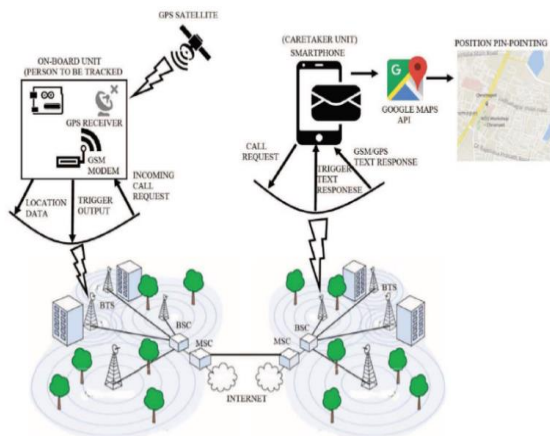 GPS SATELLITE
ON-BOARD UNIT
(PERSON TO BE TRACKED
GPS RECEIVER
GSM
MODEM
LOCATION
DATA
TRIGGER
OUTPUT
INCOMING
CALL
REQUEST
(CARETAKER UNIT)
SMARTPHONE
GOOGLE MAPS
API
POSITION PIN-POINTING
CALL
REQUEST
TRIGGER
TEXT
RESPONESE
GSM/GPS
TEXT RESPONSE
BTS
BSC
MSC
INTERNET
MSC
BSC
BTS